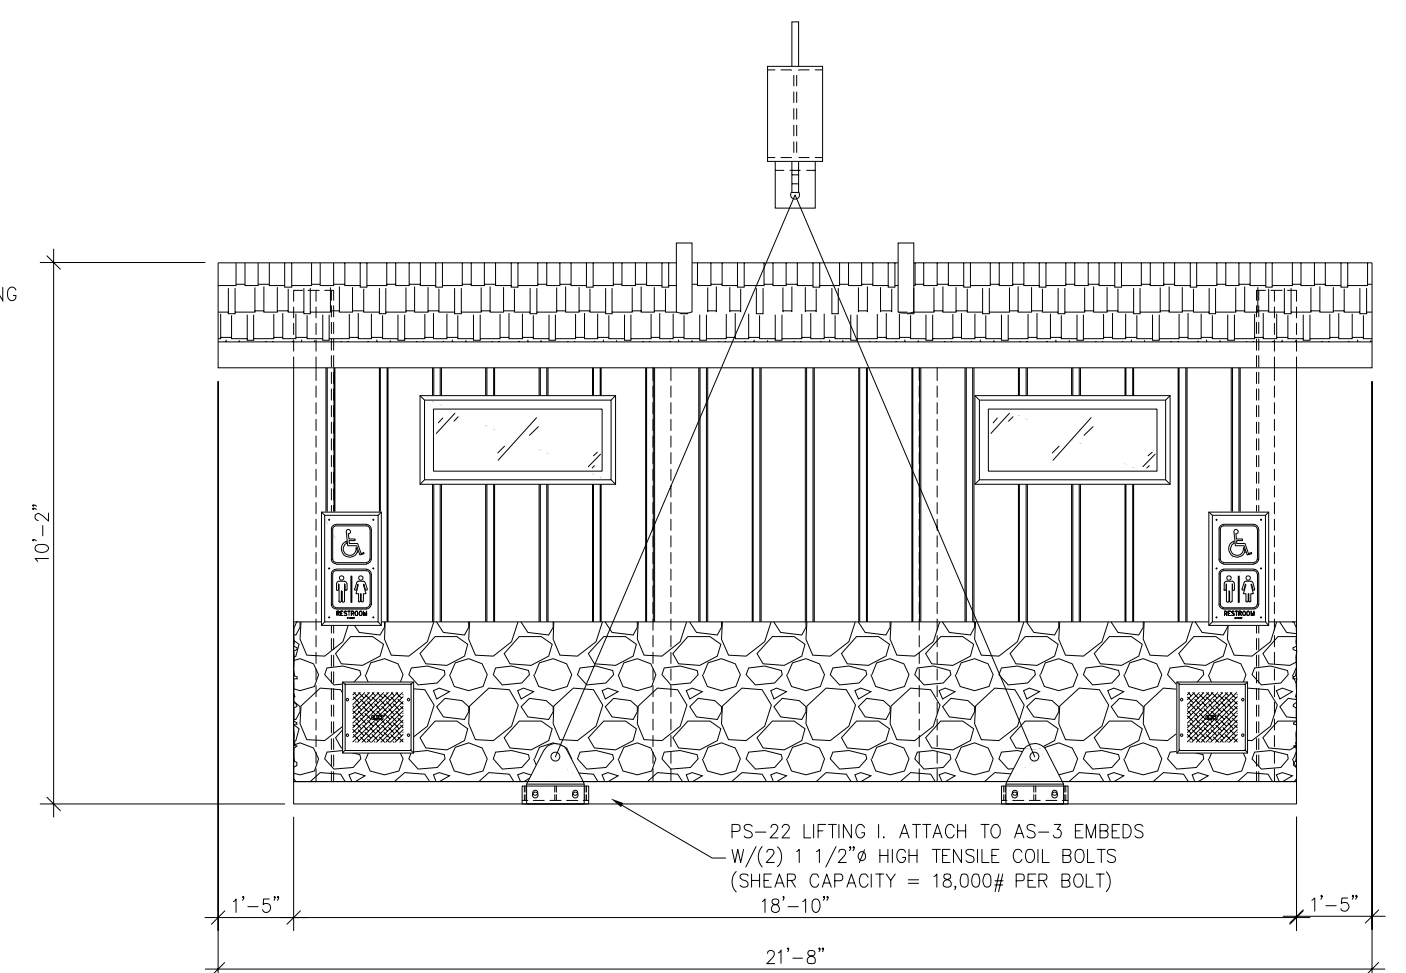 NG
10'-2"
RESTROOM
RESTROOM
PS-22 LIFTING I. ATTACH TO AS-3 EMBEDS
W/(2) 1 1/2"ø HIGH TENSILE COIL BOLTS
(SHEAR CAPACITY = 18,000# PER BOLT)
1'-5"
18'-10"
1'-5"
21'-8"